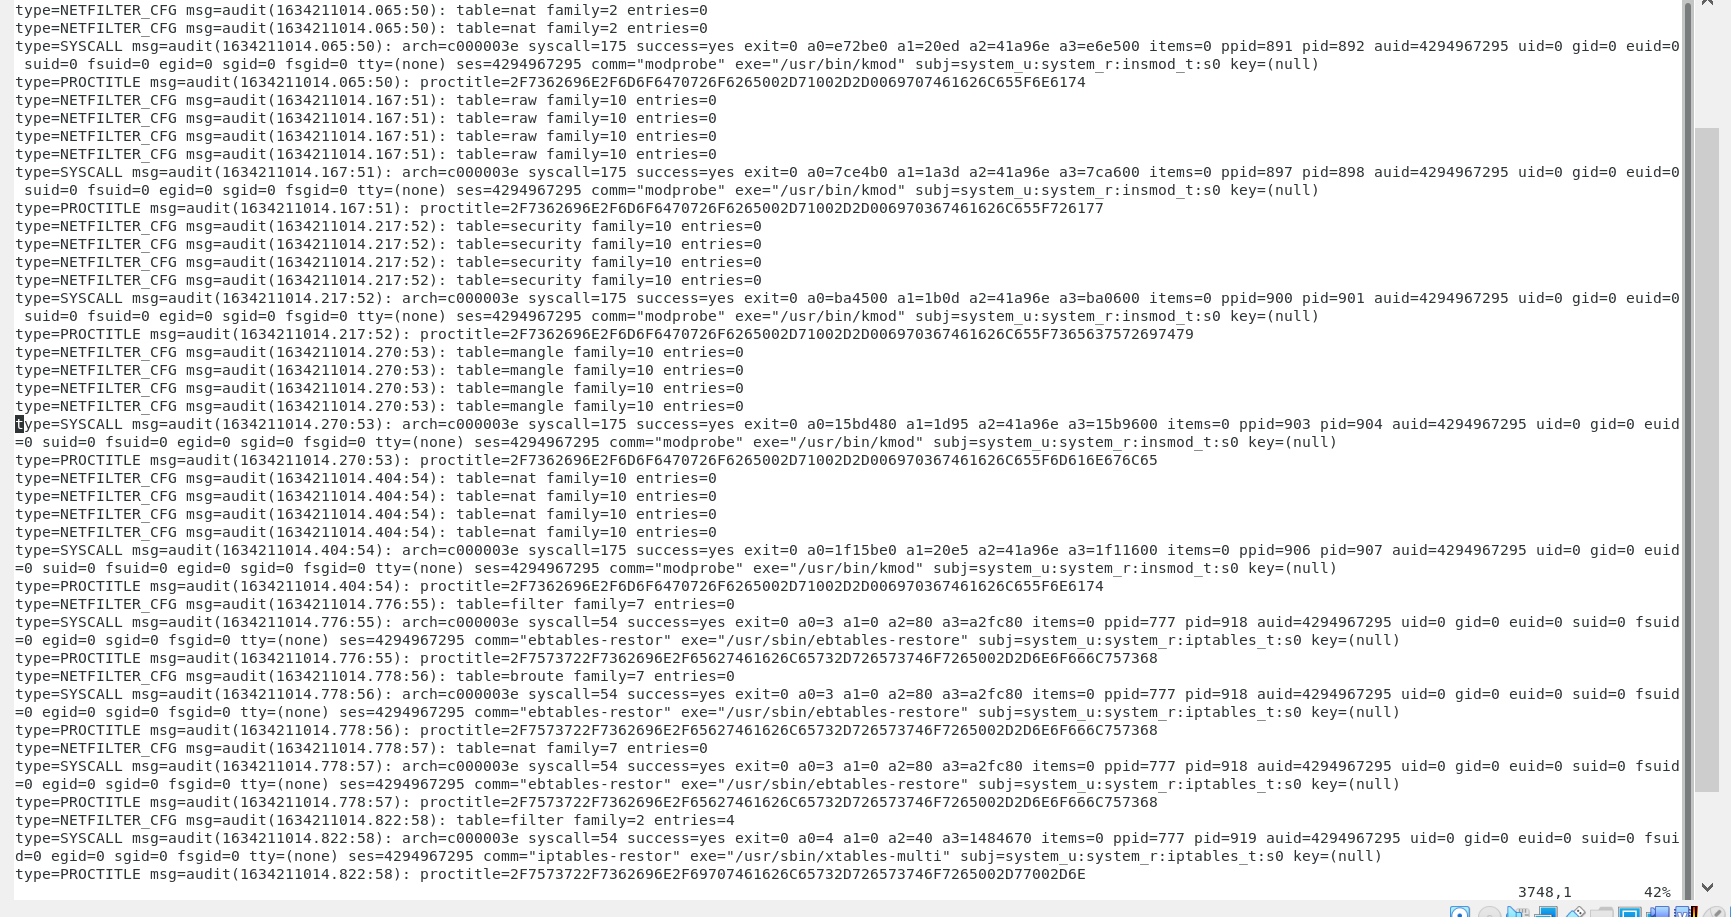 type=NETFILTER_CFG msg=audit(1634211014.065:50): table=nat family=2 entries=0
type=NETFILTER_CFG msg=audit(1634211014.065:50): table=nat family=2 entries=0
type=SYSCALL msg=audit(1634211014.065:50): arch=c000003e syscall=175 success=yes exit=0 a0=e72be0 a1=20ed a2=41a96e a3=e6e500 items=0 ppid=891 pid=892 auid=4294967295 uid=0 gid=0 euid=0
suid=0 fsuid=0 egid=0 sgid=0 fsgid=0 tty=(none) ses=4294967295 comm="modprobe" exe="/usr/bin/kmod" subj=system_u:system_r:insmod_t:s0 key=(null)
type=PROCTITLE msg=audit(1634211014.065:50): proctitle=2F7362696E2F6D6F6470726F6265002D71002D2D0069707461626C655F6E6174
type=NETFILTER_CFG msg=audit(1634211014.167:51): table=raw family=10 entries=0
type=NETFILTER_CFG msg=audit(1634211014.167:51): table=raw family=10 entries=0
type=NETFILTER_CFG msg=audit(1634211014.167:51): table=raw family=10 entries=0
type=NETFILTER_CFG msg=audit(1634211014.167:51): table=raw family=10 entries=0
type=SYSCALL msg=audit(1634211014.167:51): arch=c000003e syscall=175 success=yes exit=0 a0=7ce4b0 a1=1a3d a2=41a96e a3=7ca600 items=0 ppid=897 pid=898 auid=4294967295 uid=0 gid=0 euid=0
suid=0 fsuid=0 egid=0 sgid=0 fsgid=0 tty=(none) ses=4294967295 comm="modprobe" exe="/usr/bin/kmod" subj=system_u:system_r:insmod_t:s0 key=(null)
type=PROCTITLE msg=audit(1634211014.167:51): proctitle=2F7362696E2F6D6F6470726F6265002D71002D2D006970367461626C655F726177
type=NETFILTER_CFG msg=audit(1634211014.217:52): table=security family=10 entries=0
type=NETFILTER_CFG msg=audit(1634211014.217:52): table=security family=10 entries=0
type=NETFILTER_CFG msg=audit(1634211014.217:52): table=security family=10 entries=0
type=NETFILTER_CFG msg=audit(1634211014.217:52): table=security family=10 entries=0
type=SYSCALL msg=audit(1634211014.217:52): arch=c000003e syscall=175 success=yes exit=0 a0=ba4500 a1=1b0d a2=41a96e a3=ba0600 items=0 ppid=900 pid=901 auid=4294967295 uid=0 gid=0 euid=0
suid=0 fsuid=0 egid=0 sgid=0 fsgid=0 tty=(none) ses=4294967295 comm="modprobe" exe="/usr/bin/kmod" subj=system_u:system_r:insmod_t:s0 key=(null)
type=PROCTITLE msg=audit(1634211014.217:52): proctitle=2F7362696E2F6D6F6470726F6265002D71002D2D006970367461626C655F7365637572697479
type=NETFILTER_CFG msg=audit(1634211014.270:53): table=mangle family=10 entries=0
type=NETFILTER_CFG msg=audit(1634211014.270:53): table=mangle family=10 entries=0
type=NETFILTER_CFG msg=audit(1634211014.270:53): table=mangle family=10 entries=0
type=NETFILTER_CFG msg=audit(1634211014.270:53): table=mangle family=10 entries=0
type=SYSCALL msg=audit(1634211014.270:53): arch=c000003e syscall=175 success=yes exit=0 a0=15bd480 a1=1d95 a2=41a96e a3=15b9600 items=0 ppid=903 pid=904 auid=4294967295 uid=0 gid=0 euid
=0 suid=0 fsuid=0 egid=0 sgid=0 fsgid=0 tty=(none) ses=4294967295 comm="modprobe" exe="/usr/bin/kmod" subj=system_u:system_r:insmod_t:s0 key=(null)
type=PROCTITLE msg=audit(1634211014.270:53): proctitle=2F7362696E2F6D6F6470726F6265002D71002D2D006970367461626C655F6D616E676C65
type=NETFILTER_CFG msg=audit(1634211014.404:54): table=nat family=10 entries=0
type=NETFILTER_CFG msg=audit(1634211014.404:54): table=nat family=10 entries=0
type=NETFILTER_CFG msg=audit(1634211014.404:54): table=nat family=10 entries=0
type=NETFILTER_CFG msg=audit(1634211014.404:54): table=nat family=10 entries=0
type=SYSCALL msg=audit(1634211014.404:54): arch=c000003e syscall=175 success=yes exit=0 a0=1f15be0 a1=20e5 a2=41a96e a3=1f11600 items=0 ppid=906 pid=907 auid=4294967295 uid=0 gid=0 euid
=0 suid=0 fsuid=0 egid=0 sgid=0 fsgid=0 tty=(none) ses=4294967295 comm="modprobe" exe="/usr/bin/kmod" subj=system_u:system_r:insmod_t:s0 key=(null)
type=PROCTITLE msg=audit(1634211014.404:54): proctitle=2F7362696E2F6D6F6470726F6265002D71002D2D006970367461626C655F6E6174
type=NETFILTER_CFG msg=audit(1634211014.776:55): table=filter family=7 entries=0
type=SYSCALL msg=audit(1634211014.776:55): arch=c000003e syscall=54 success=yes exit=0 a0=3 a1=0 a2=80 a3=a2fc80 items=0 ppid=777 pid=918 auid=4294967295 uid=0 gid=0 euid=0 suid=0 fsuid
=0 egid=0 sgid=0 fsgid=0 tty=(none) ses=4294967295 comm="ebtables-restor" exe="/usr/sbin/ebtables-restore" subj=system_u:system_r:iptables_t:s0 key=(null)
type=PROCTITLE msg=audit(1634211014.776:55): proctitle=2F7573722F7362696E2F65627461626C65732D726573746F7265002D2D6E6F666C757368
type=NETFILTER_CFG msg=audit(1634211014.778:56): table=broute family=7 entries=0
type=SYSCALL msg=audit(1634211014.778:56): arch=c000003e syscall=54 success=yes exit=0 a0=3 a1=0 a2=80 a3=a2fc80 items=0 ppid=777 pid=918 auid=4294967295 uid=0 gid=0 euid=0 suid=0 fsuid
=0 egid=0 sgid=0 fsgid=0 tty=(none) ses=4294967295 comm="ebtables-restor" exe="/usr/sbin/ebtables-restore" subj=system_u:system_r:iptables_t:s0 key=(null)
type=PROCTITLE msg=audit(1634211014.778:56): proctitle=2F7573722F7362696E2F65627461626C65732D726573746F7265002D2D6E6F666C757368
type=NETFILTER_CFG msg=audit(1634211014.778:57): table=nat family=7 entries=0
type=SYSCALL msg=audit(1634211014.778:57): arch=c000003e syscall=54 success=yes exit=0 a0=3 a1=0 a2=80 a3=a2fc80 items=0 ppid=777 pid=918 auid=4294967295 uid=0 gid=0 euid=0 suid=0 fsuid
=0 egid=0 sgid=0 fsgid=0 tty=(none) ses=4294967295 comm="ebtables-restor" exe="/usr/sbin/ebtables-restore" subj=system_u:system_r:iptables_t:s0 key=(null)
type=PROCTITLE msg=audit(1634211014.778:57): proctitle=2F7573722F7362696E2F65627461626C65732D726573746F7265002D2D6E6F666C757368
type=NETFILTER_CFG msg=audit(1634211014.822:58): table=filter family=2 entries=4
type=SYSCALL msg=audit(1634211014.822:58): arch=c000003e syscall=54 success=yes exit=0 a0=4 a1=0 a2=40 a3=1484670 items=0 ppid=777 pid=919 auid=4294967295 uid=0 gid=0 euid=0 suid=0 fsui
d=0 egid=0 sgid=0 fsgid=0 tty=(none) ses=4294967295 comm="iptables-restor" exe="/usr/sbin/xtables-multi" subj=system_u:system_r:iptables_t:s0 key=(null)
type=PROCTITLE msg=audit(1634211014.822:58): proctitle=2F7573722F7362696E2F69707461626C65732D726573746F7265002D77002D6E
3748,1 42%